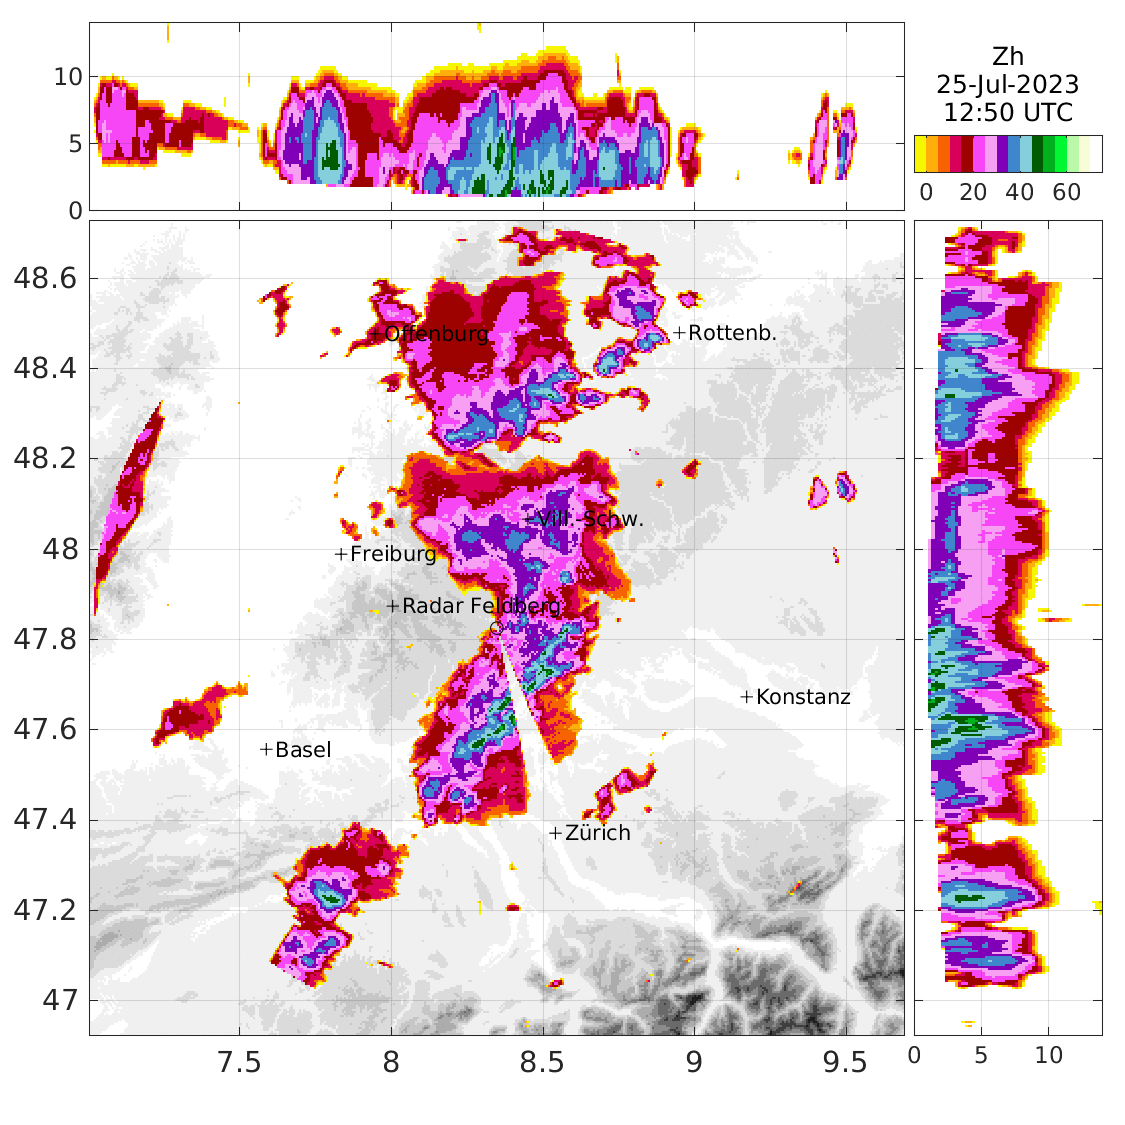 10
5
0
Zh
25-Jul-2023
12:50 UTC
0 20 40 60
48.6
48.4
48.2
48
47.8
47.6
47.4
47.2
47
+Offenburg
+Rottenb.
+Vill.-Schw.
+Freiburg
+Radar Feldberg
+Konstanz
+Basel
+Zürich
7.5 8 8.5 9 9.5
0 5 10